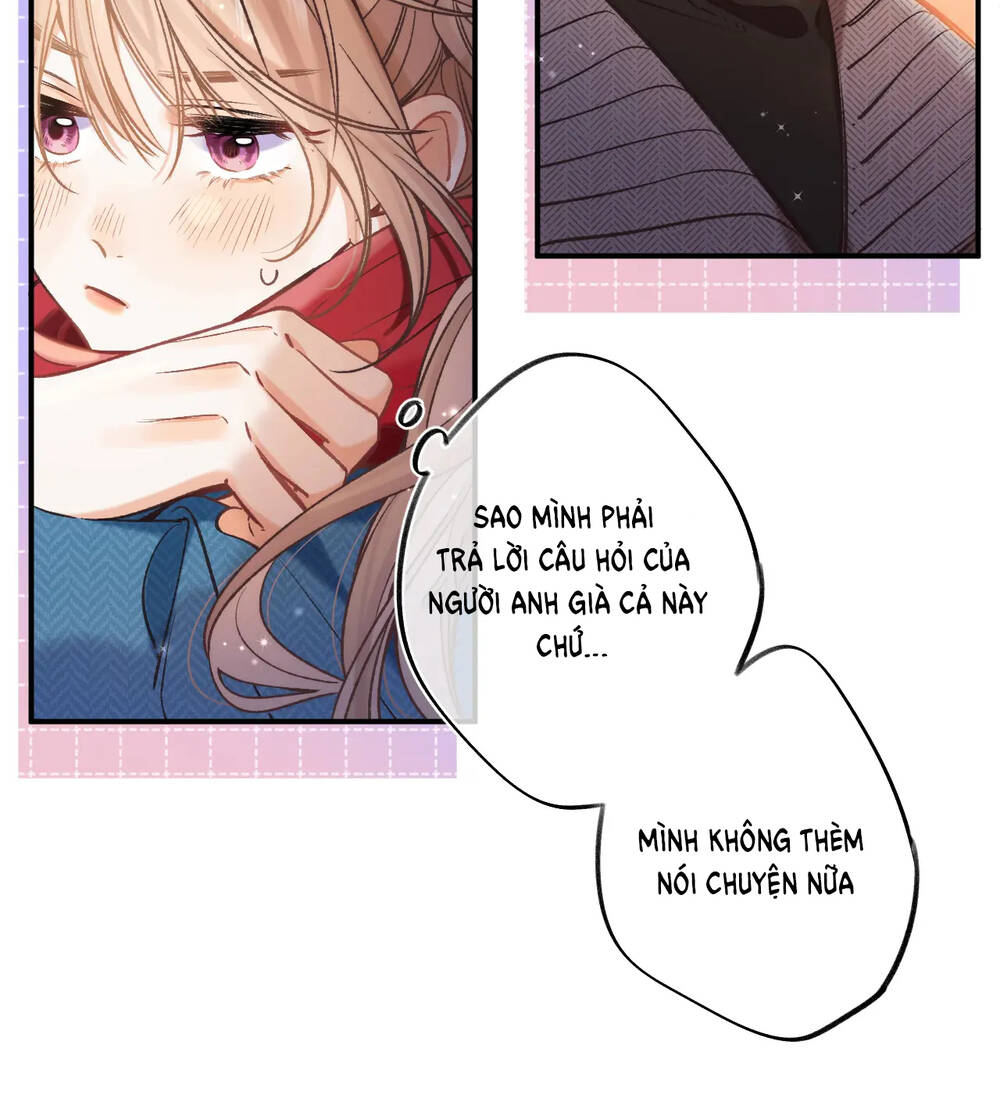 SAO MÌNH PHẢI
TRẢ LỜI CÂU HỎI CỦA
NGƯỜI ANH GIÀ CẢ NÀY
CHỨ...
MÌNH KHÔNG THÈM
NÓI CHUYỆN NỮA